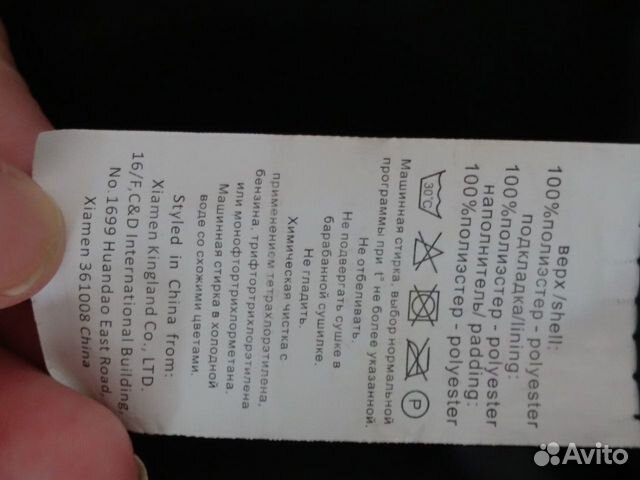 верх/shell:
100%полиэстер - polyester
подкладка/lining:
100%полиэстер - polyester
наполнитель/ padding:
100%полиэстер - polyester
30℃
P
Машинная стирка, выбор нормальной
программы при t° не более указанной.
Не отбеливать.
Не подвергать сушке в
барабанной сушилке.
Не гладить.
Химическая чистка с
применением тетрахлорэтилена,
бензина, трифтортрихлорэтилена
или монофтортрихлорметана.
Машинная стирка в холодной
воде со схожими цветами.
Styled in China from:
Xiamen Kingland Co., LTD.
16/F,C&D International Building,
No.1699 Huandao East Road,
Xiamen 361008 China
Avito